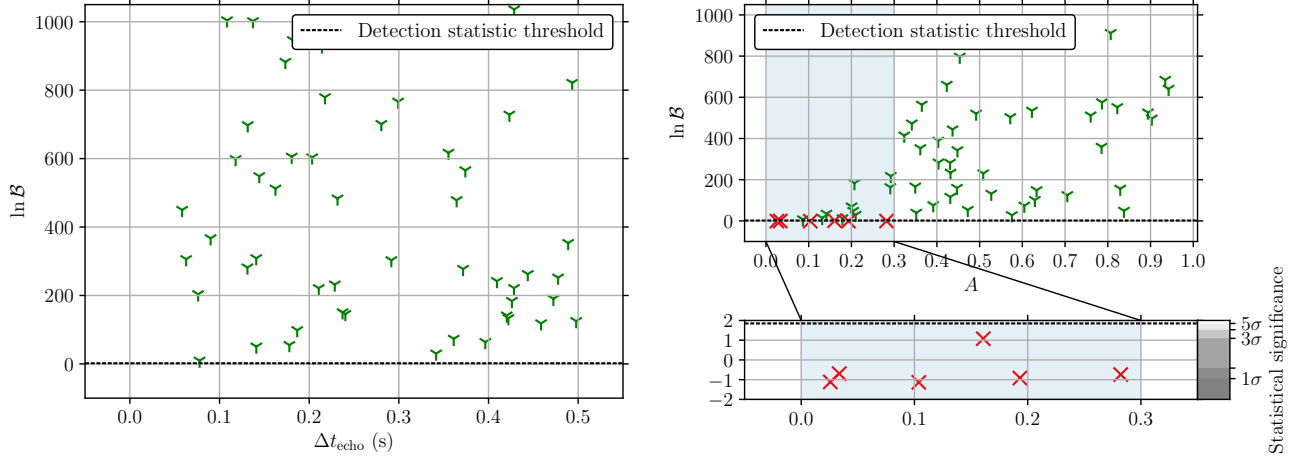 1000
800
600
400
200
0
ln B
0.0 0.1 0.2 0.3 0.4 0.5
Δt_echo (s)
Detection statistic threshold
1000
800
600
400
200
0
ln B
0.0 0.1 0.2 0.3 0.4 0.5 0.6 0.7 0.8 0.9 1.0
A
Detection statistic threshold
2
1
0
−1
−2
0.0 0.1 0.2 0.3
5σ
3σ
1σ
Statistical significance